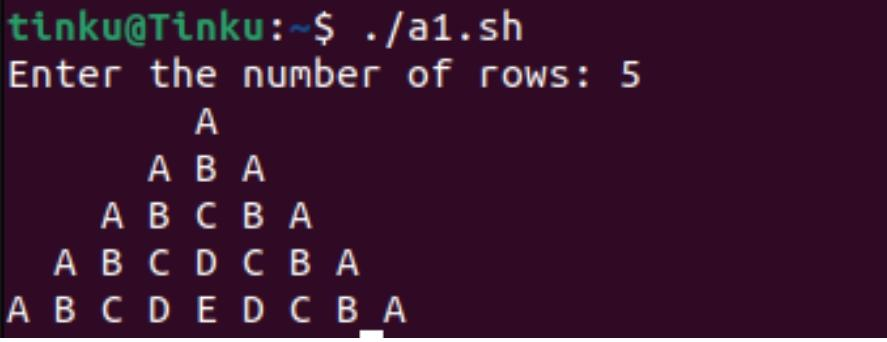 tinku@Tinku:~$ ./a1.sh
Enter the number of rows: 5
        A
      A B A
    A B C B A
  A B C D C B A
A B C D E D C B A